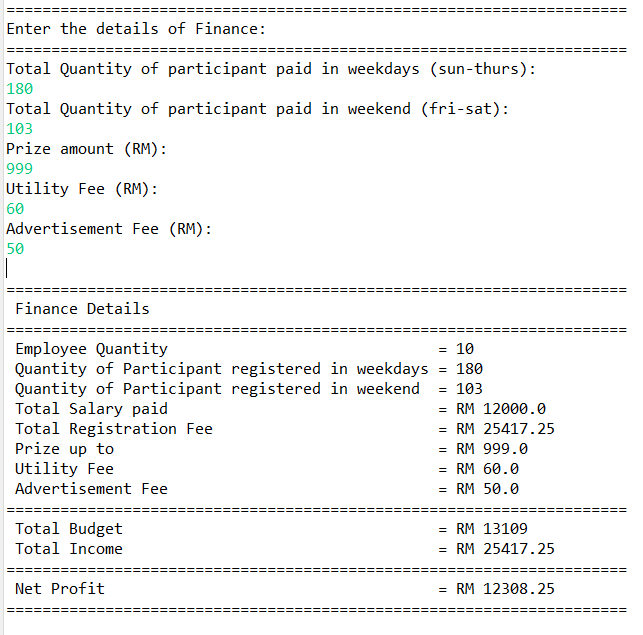 =====================================================================
Enter the details of Finance:
=====================================================================
Total Quantity of participant paid in weekdays (sun-thurs):
180
Total Quantity of participant paid in weekend (fri-sat):
103
Prize amount (RM):
999
Utility Fee (RM):
60
Advertisement Fee (RM):
50
=====================================================================
Finance Details
=====================================================================
Employee Quantity = 10
Quantity of Participant registered in weekdays = 180
Quantity of Participant registered in weekend = 103
Total Salary paid = RM 12000.0
Total Registration Fee = RM 25417.25
Prize up to = RM 999.0
Utility Fee = RM 60.0
Advertisement Fee = RM 50.0
=====================================================================
Total Budget = RM 13109
Total Income = RM 25417.25
=====================================================================
Net Profit = RM 12308.25
=====================================================================